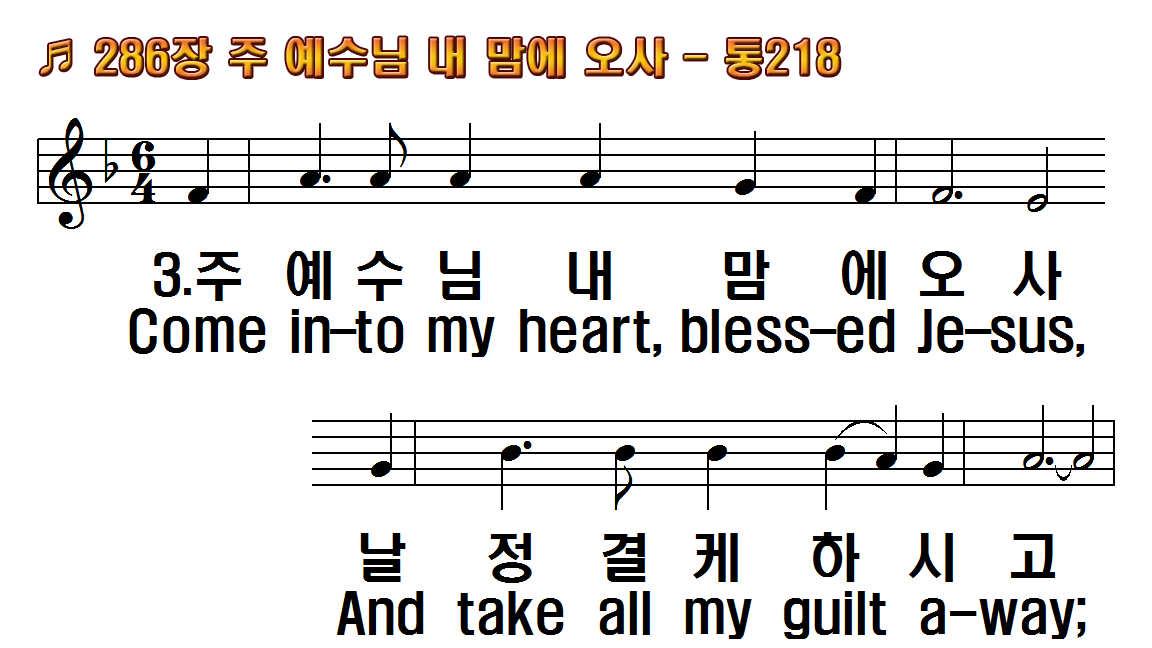 ♬ 286장 주 예수님 내 맘에 오사 - 통218
6
4
3.주 예 수 님 내 맘 에 오 사
Come in-to my heart, bless-ed Je-sus,
날 정 결 케 하 시 고
And take all my guilt a-way;